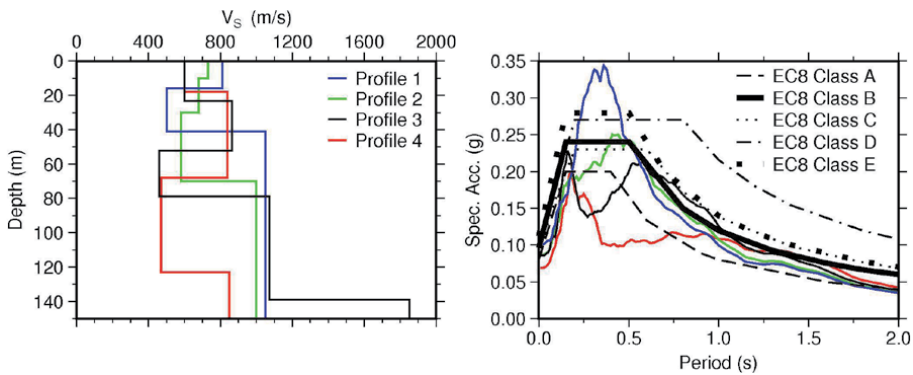 V_S (m/s)
0 400 800 1200 1600 2000
Depth (m)
0
20
40
60
80
100
120
140
Profile 1
Profile 2
Profile 3
Profile 4
Spec. Acc. (g)
0.35
0.30
0.25
0.20
0.15
0.10
0.05
0.00
EC8 Class A
EC8 Class B
EC8 Class C
EC8 Class D
EC8 Class E
0.0 0.5 1.0 1.5 2.0
Period (s)